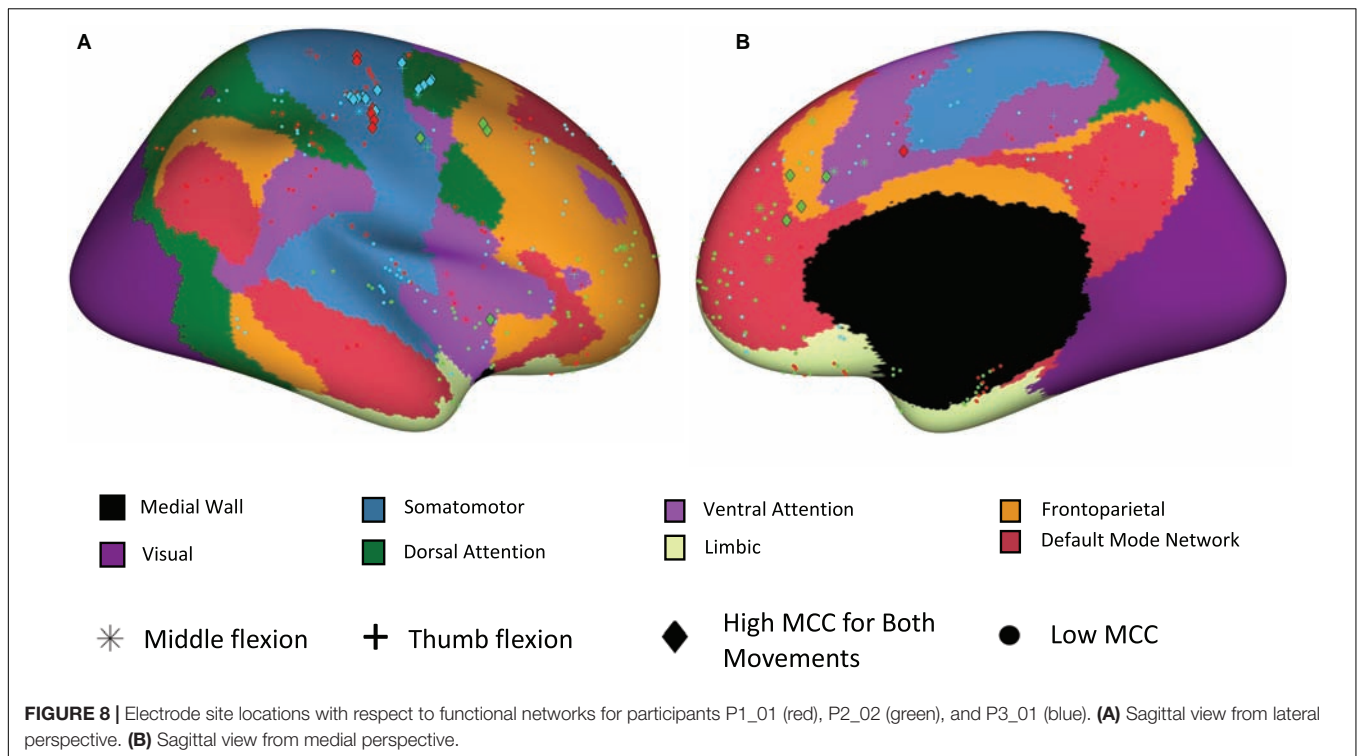 A
B
Medial Wall
Somatomotor
Ventral Attention
Frontoparietal
Visual
Dorsal Attention
Limbic
Default Mode Network
Middle flexion
Thumb flexion
High MCC for Both
Movements
Low MCC
FIGURE 8 | Electrode site locations with respect to functional networks for participants P1_01 (red), P2_02 (green), and P3_01 (blue). (A) Sagittal view from lateral
perspective. (B) Sagittal view from medial perspective.